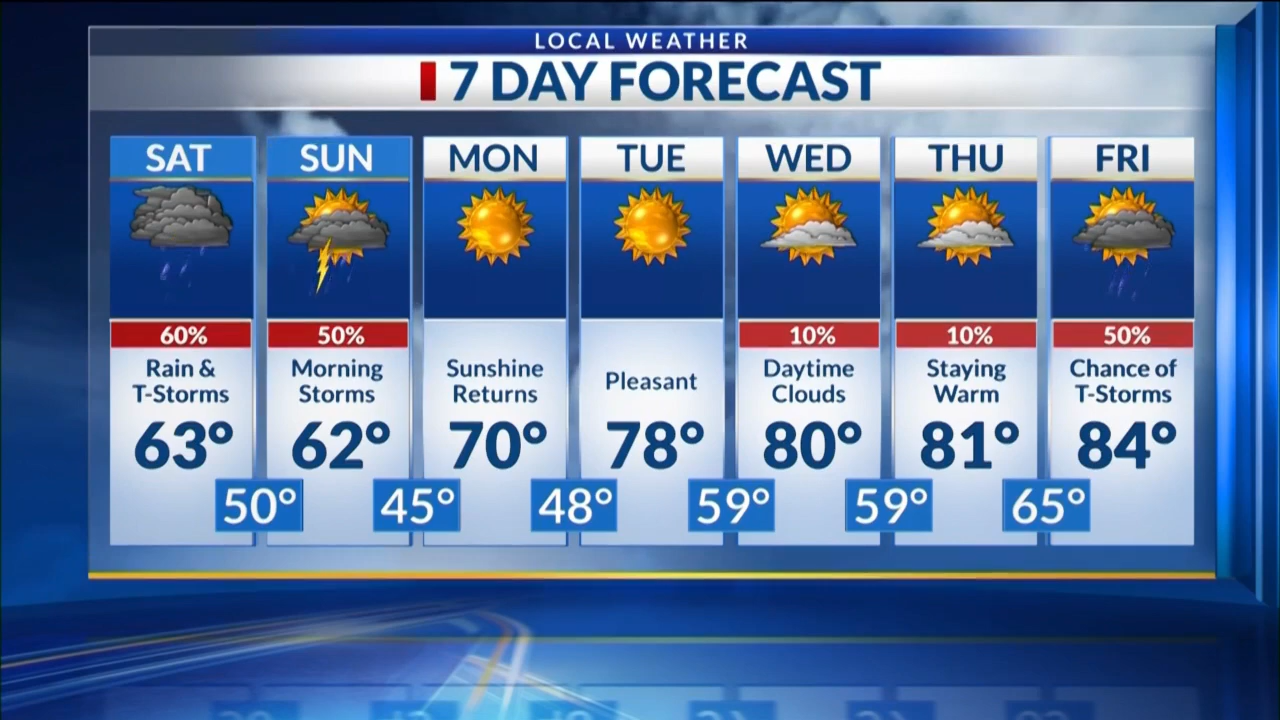 LOCAL WEATHER
7 DAY FORECAST
SAT SUN MON TUE WED THU FRI
60% 50% 10% 10% 50%
Rain & Morning Sunshine Pleasant Daytime Staying Chance of
T-Storms Storms Returns Clouds Warm T-Storms
63° 62° 70° 78° 80° 81° 84°
50° 45° 48° 59° 59° 65°